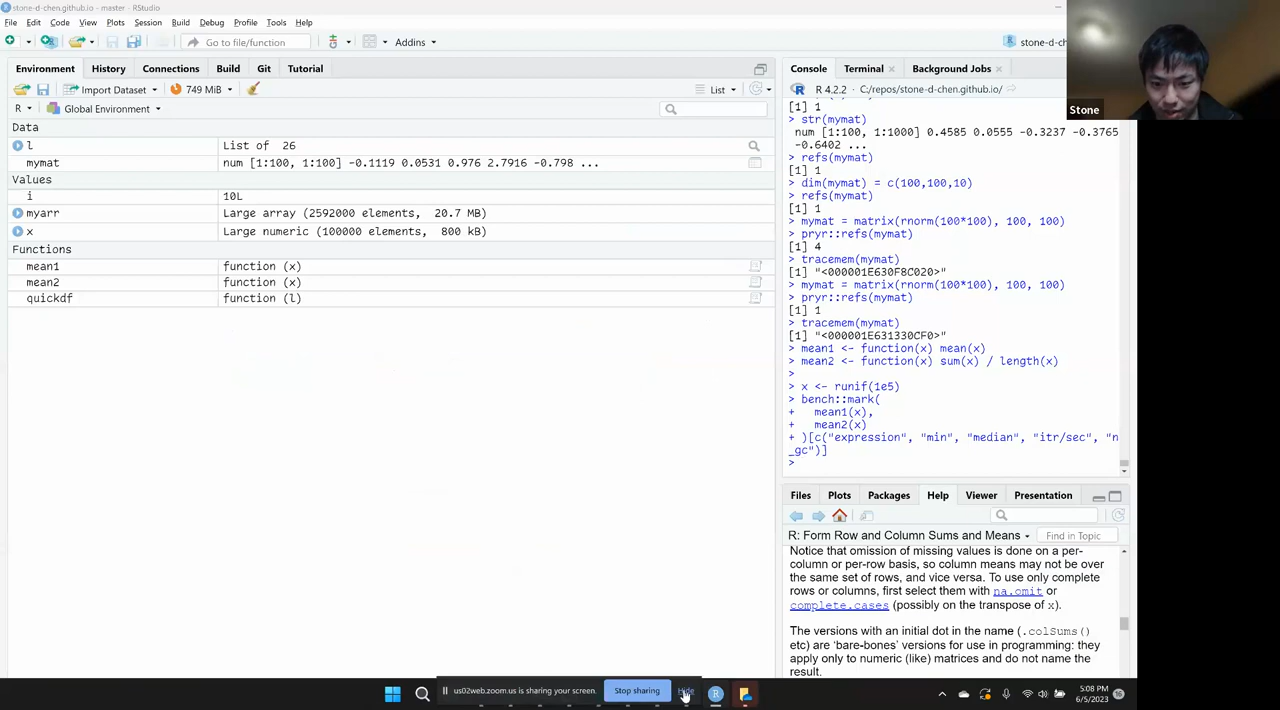 stone-d-chen.github.io - master - RStudio
File Edit Code View Plots Session Build Debug Profile Tools Help
Go to file/function
Addins
stone-d-ch
Environment History Connections Build Git Tutorial
Import Dataset 749 MiB List
R Global Environment
Data
l List of 26
mymat num [1:100, 1:100] -0.1119 0.0531 0.976 2.7916 -0.798 ...
Values
i 10L
myarr Large array (2592000 elements, 20.7 MB)
x Large numeric (100000 elements, 800 kB)
Functions
mean1 function (x)
mean2 function (x)
quickdf function (l)
Console Terminal Background Jobs
R 4.2.2 · C:/repos/stone-d-chen.github.io/
[1] 1
> str(mymat)
num [1:100, 1:1000] 0.4585 0.0555 -0.3237 -0.3765
-0.6402 ...
> refs(mymat)
[1] 1
> dim(mymat) = c(100,100,10)
> refs(mymat)
[1] 1
> mymat = matrix(rnorm(100*100), 100, 100)
> pryr::refs(mymat)
[1] 4
> tracemem(mymat)
[1] "<000001E630F8C020>"
> mymat = matrix(rnorm(100*100), 100, 100)
> pryr::refs(mymat)
[1] 1
> tracemem(mymat)
[1] "<000001E631330CF0>"
> mean1 <- function(x) mean(x)
> mean2 <- function(x) sum(x) / length(x)
>
> x <- runif(1e5)
> bench::mark(
+ mean1(x),
+ mean2(x)
+ )[c("expression", "min", "median", "itr/sec", "n
_gc")]
>
Files Plots Packages Help Viewer Presentation
R: Form Row and Column Sums and Means
Find in Topic
Notice that omission of missing values is done on a per-
column or per-row basis, so column means may not be over
the same set of rows, and vice versa. To use only complete
rows or columns, first select them with na.omit or
complete.cases (possibly on the transpose of x).
The versions with an initial dot in the name (.colSums()
etc) are ‘bare-bones’ versions for use in programming: they
apply only to numeric (like) matrices and do not name the
result.
Stone
us02web.zoom.us is sharing your screen. Stop sharing Hide
5:08 PM
6/5/2023